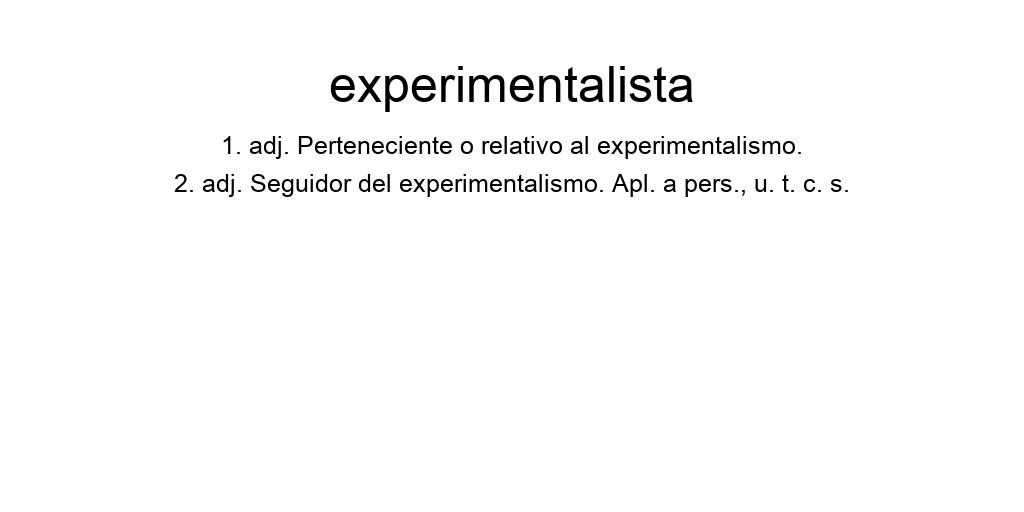 experimentalista
1. adj. Perteneciente o relativo al experimentalismo.
2. adj. Seguidor del experimentalismo. Apl. a pers., u. t. c. s.